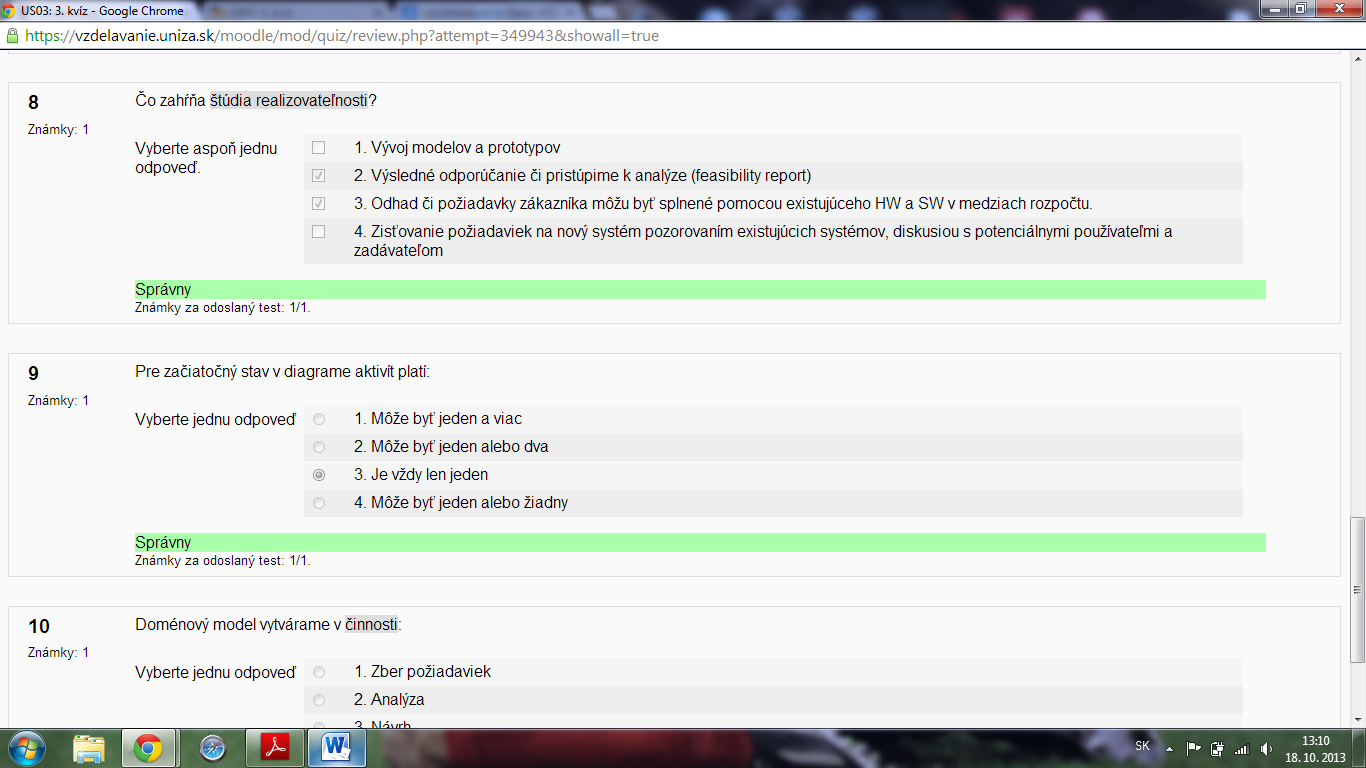 US03: 3. kvíz - Google Chrome
https://vzdelavanie.uniza.sk/moodle/mod/quiz/review.php?attempt=349943&showall=true
8
Známky: 1
Čo zahŕňa štúdia realizovateľnosti?
Vyberte aspoň jednu
odpoveď.
1. Vývoj modelov a prototypov
2. Výsledné odporúčanie či pristúpime k analýze (feasibility report)
3. Odhad či požiadavky zákazníka môžu byť splnené pomocou existujúceho HW a SW v medziach rozpočtu.
4. Zisťovanie požiadaviek na nový systém pozorovaním existujúcich systémov, diskusiou s potenciálnymi používateľmi a
zadávateľom
Správny
Známky za odoslaný test: 1/1.
9
Známky: 1
Pre začiatočný stav v diagrame aktivít platí:
Vyberte jednu odpoveď
1. Môže byť jeden a viac
2. Môže byť jeden alebo dva
3. Je vždy len jeden
4. Môže byť jeden alebo žiadny
Správny
Známky za odoslaný test: 1/1.
10
Známky: 1
Doménový model vytvárame v činnosti:
Vyberte jednu odpoveď
1. Zber požiadaviek
2. Analýza
3. Návrh
SK
13:10
18. 10. 2013